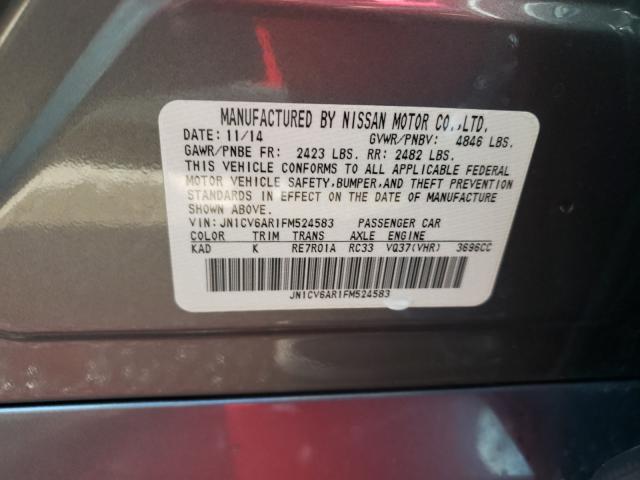 MANUFACTURED BY NISSAN MOTOR CO.,LTD.
DATE: 11/14 GVWR/PNBV: 4846 LBS.
GAWR/PNBE FR: 2423 LBS. RR: 2482 LBS.
THIS VEHICLE CONFORMS TO ALL APPLICABLE FEDERAL
MOTOR VEHICLE SAFETY,BUMPER,AND THEFT PREVENTION
STANDARDS IN EFFECT ON THE DATE OF MANUFACTURE
SHOWN ABOVE.
VIN: JN1CV6AR1FM524583 PASSENGER CAR
COLOR TRIM TRANS AXLE ENGINE
KAD K RE7R01A RC33 VQ37(VHR) 3696CC
JN1CV6AR1FM524583